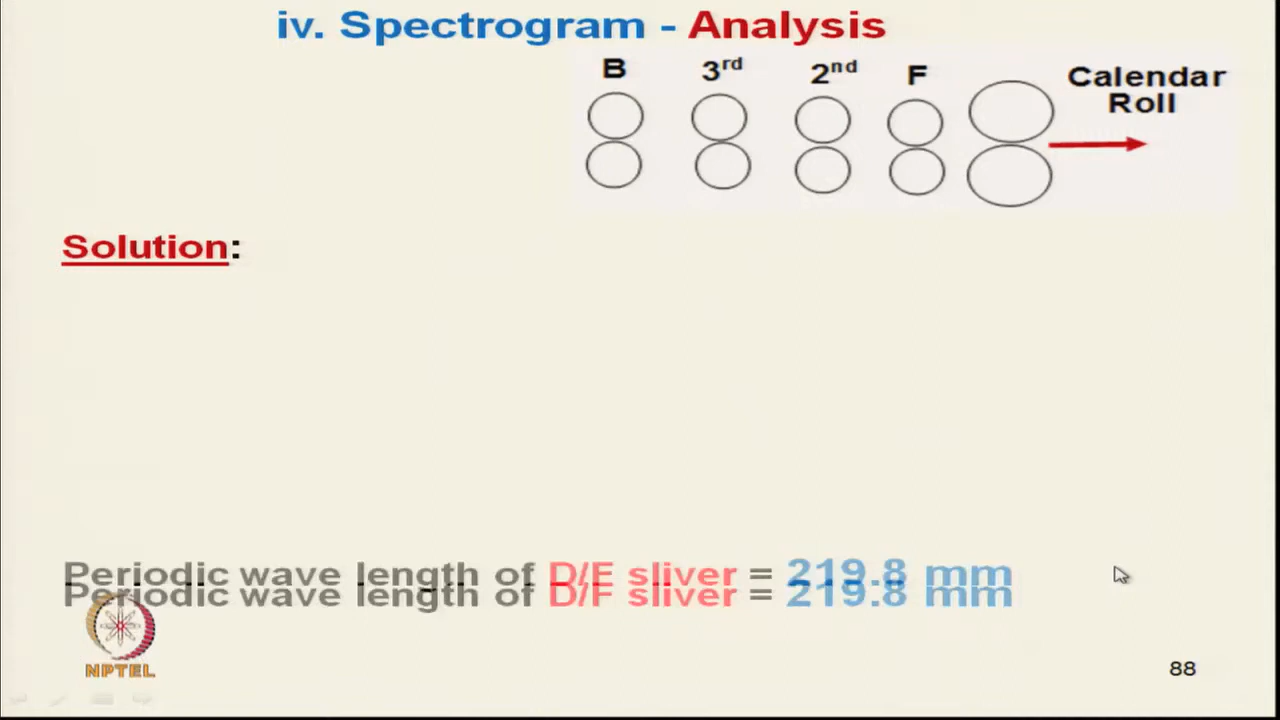 iv. Spectrogram - Analysis
B 3rd 2nd F
Calendar
Roll
Solution:
Periodic wave length of D/F sliver = 219.8 mm
Periodic wave length of D/F sliver = 219.8 mm
NPTEL
88